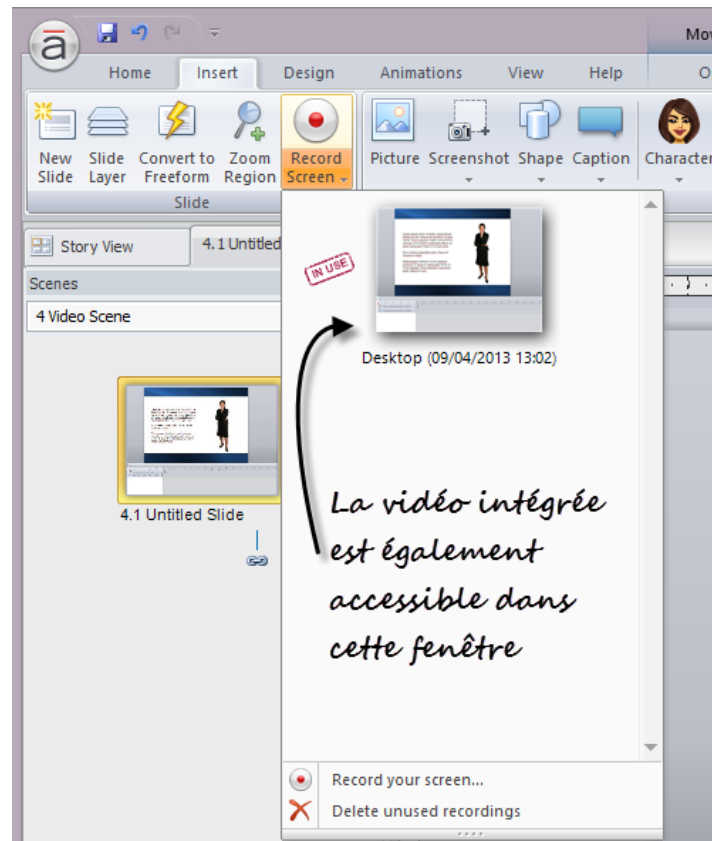 ā
Mov
Home Insert Design Animations View Help O
New Slide
Slide Layer
Convert to Freeform
Zoom Region
Record Screen
Picture
Screenshot
Shape
Caption
Character
Slide
Story View
4.1 Untitled
Scenes
4 Video Scene
IN USE
Desktop (09/04/2013 13:02)
4.1 Untitled Slide
La vidéo intégrée
est également
accessible dans
cette fenêtre
Record your screen...
Delete unused recordings